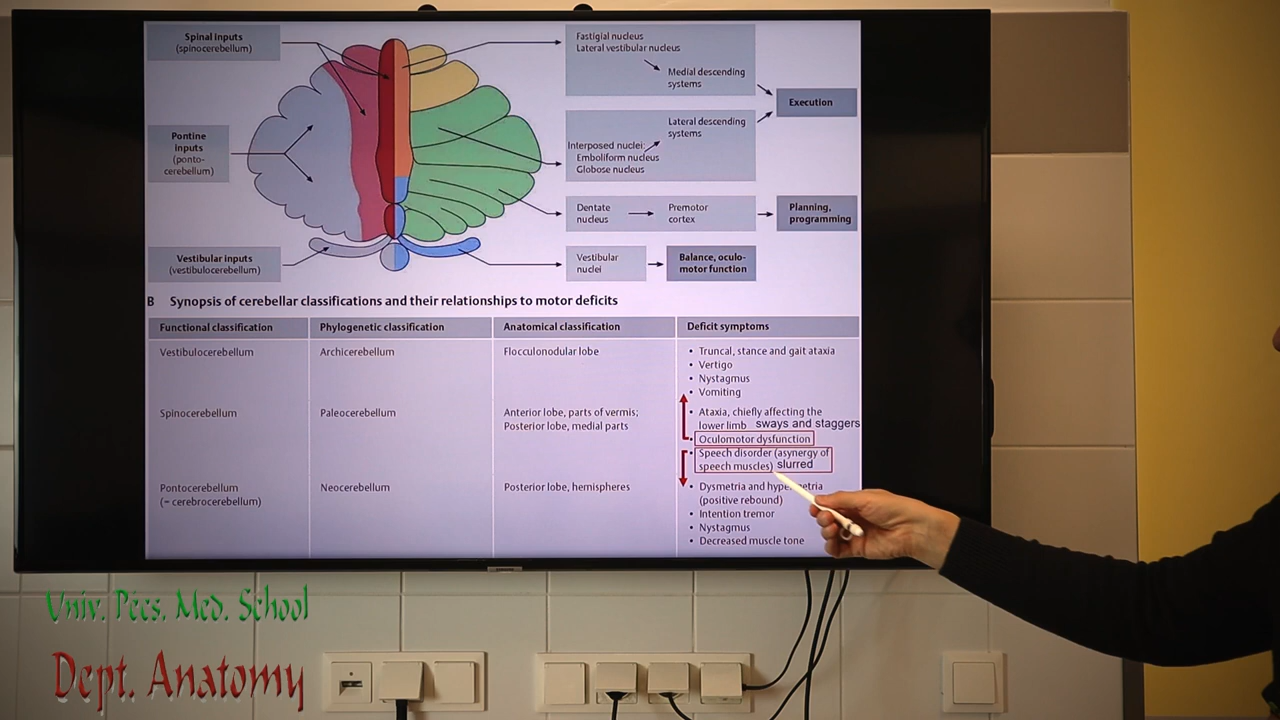 Spinal inputs
(spinocerebellum)
Pontine
inputs
(ponto-
cerebellum)
Vestibular inputs
(vestibulocerebellum)
Fastigial nucleus
Lateral vestibular nucleus
Medial descending
systems
Execution
Lateral descending
systems
Interposed nuclei:
Emboliform nucleus
Globose nucleus
Dentate
nucleus
Premotor
cortex
Planning,
programming
Vestibular
nuclei
Balance, oculo-
motor function
B Synopsis of cerebellar classifications and their relationships to motor deficits
Functional classification Phylogenetic classification Anatomical classification Deficit symptoms
Vestibulocerebellum Archicerebellum Flocculonodular lobe
• Truncal, stance and gait ataxia
• Vertigo
• Nystagmus
• Vomiting
Spinocerebellum Paleocerebellum
Anterior lobe, parts of vermis;
Posterior lobe, medial parts
• Ataxia, chiefly affecting the
lower limb sways and staggers
• Oculomotor dysfunction
• Speech disorder (asynergy of
speech muscles) slurred
Pontocerebellum
(= cerebrocerebellum)
Neocerebellum
Posterior lobe, hemispheres
• Dysmetria and hypermetria
(positive rebound)
• Intention tremor
• Nystagmus
• Decreased muscle tone
Univ. Pécs. Med. School
Dept. Anatomy